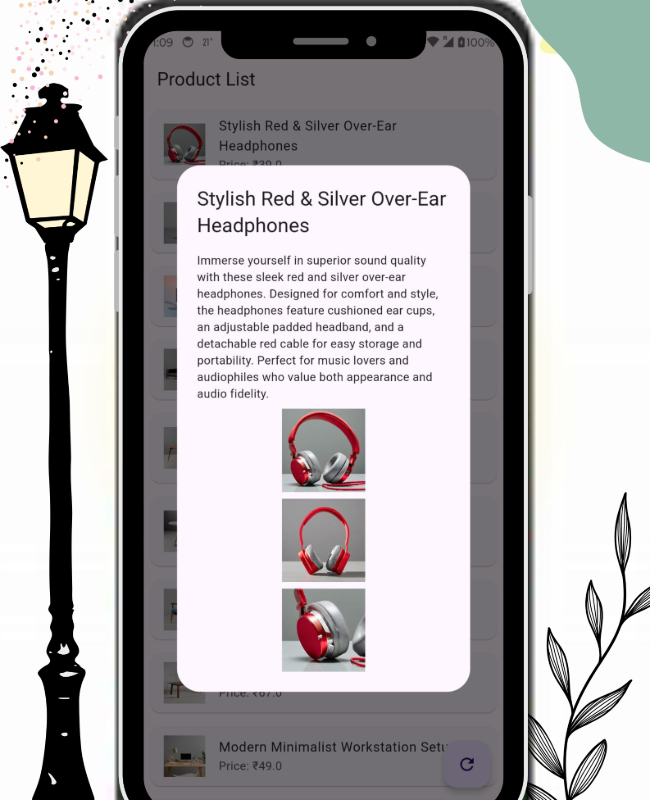 1:09 21° 100%
Product List
Stylish Red & Silver Over-Ear
Headphones
Price: ₹39.0
Stylish Red & Silver Over-Ear
Headphones
Immerse yourself in superior sound quality
with these sleek red and silver over-ear
headphones. Designed for comfort and style,
the headphones feature cushioned ear cups,
an adjustable padded headband, and a
detachable red cable for easy storage and
portability. Perfect for music lovers and
audiophiles who value both appearance and
audio fidelity.
Price: ₹67.0
Modern Minimalist Workstation Setu
Price: ₹49.0